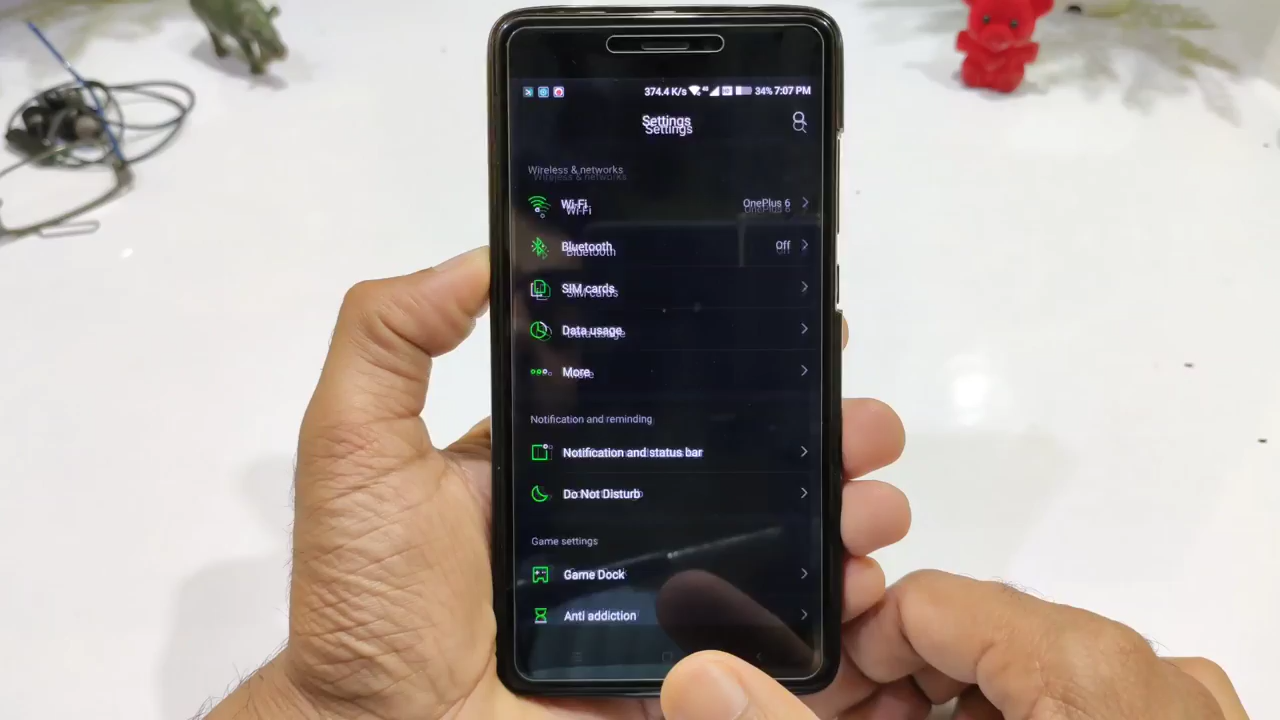 374.4 K/s 4G 34% 7:07 PM
Settings
Wireless & networks
Wi-Fi OnePlus 6
Bluetooth Off
SIM cards
Data usage
More
Notification and reminding
Notification and status bar
Do Not Disturb
Game settings
Game Dock
Anti addiction